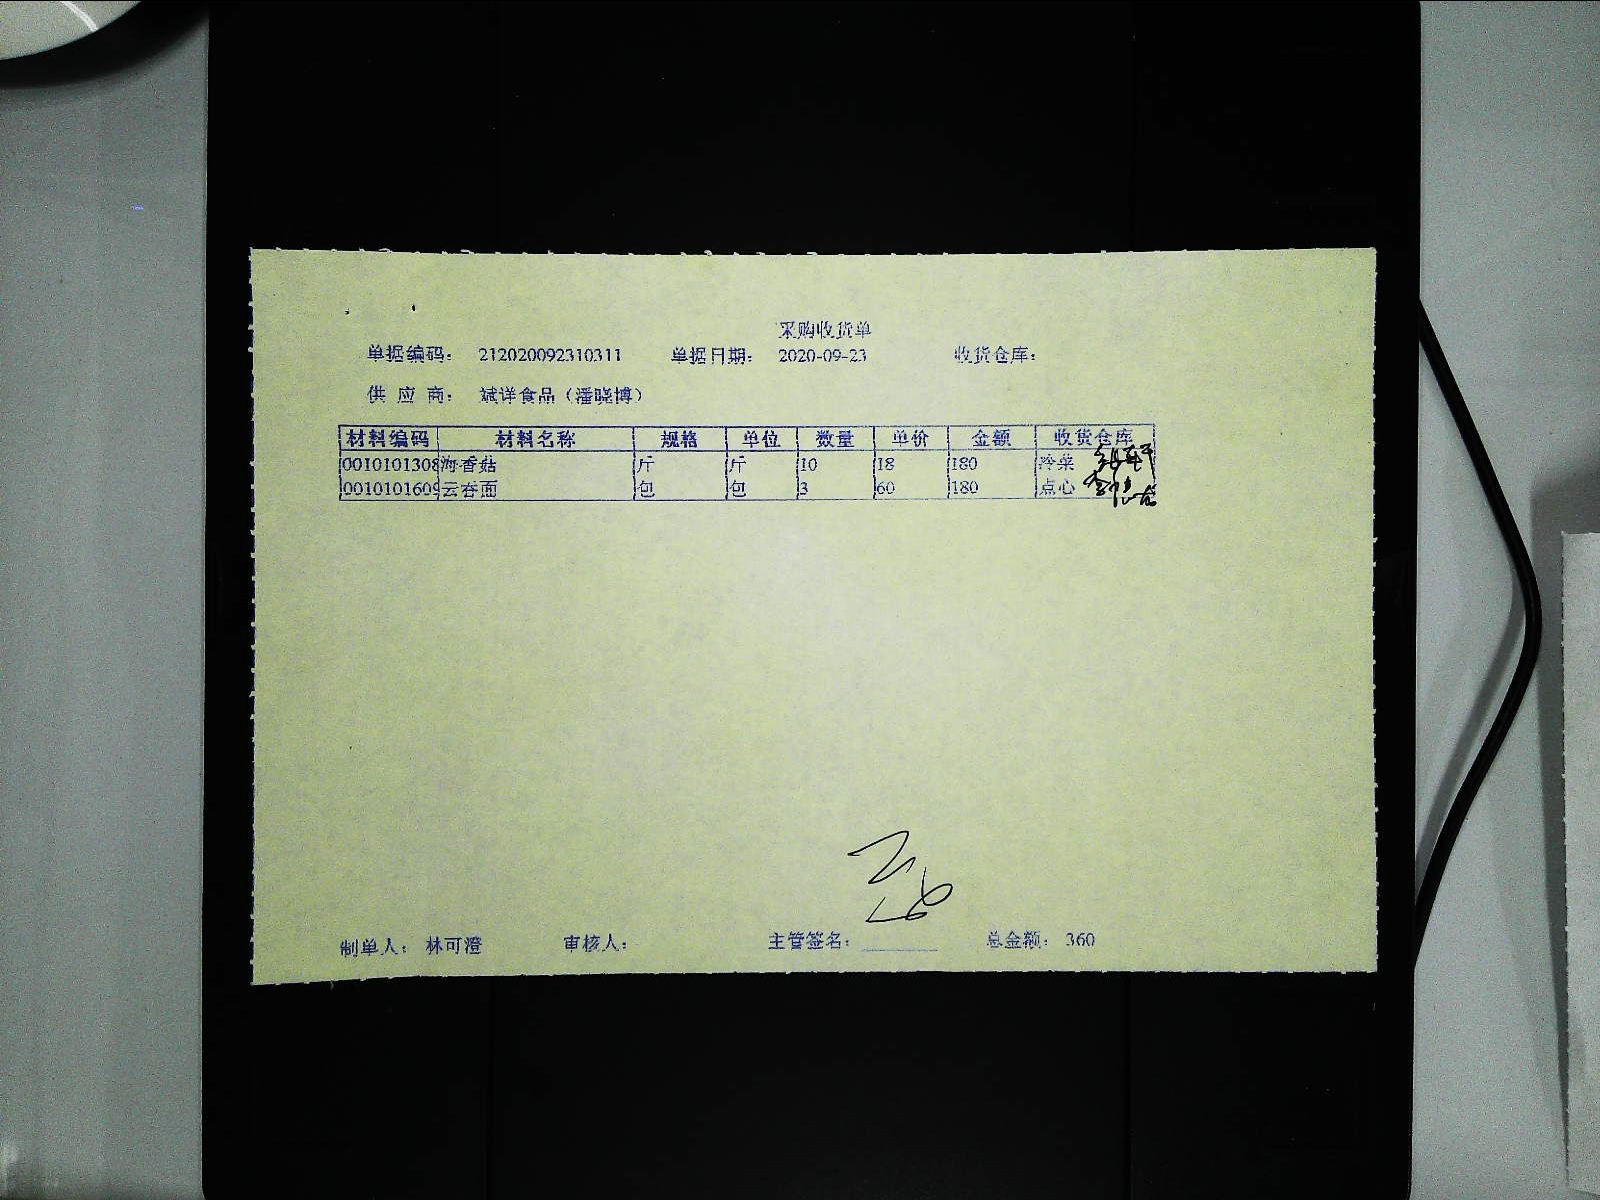 采购收货单
单据编码： 212020092310311 单据日期： 2020-09-23 收货仓库：
供 应 商： 斌详食品（潘晓博）
材料编码 材料名称 规格 单位 数量 单价 金额 收货仓库
0010101308 海香菇 斤 斤 10 18 180 冷菜
0010101609 云吞面 包 包 3 60 180 点心
制单人： 林可澄 审核人： 主管签名： 总金额： 360